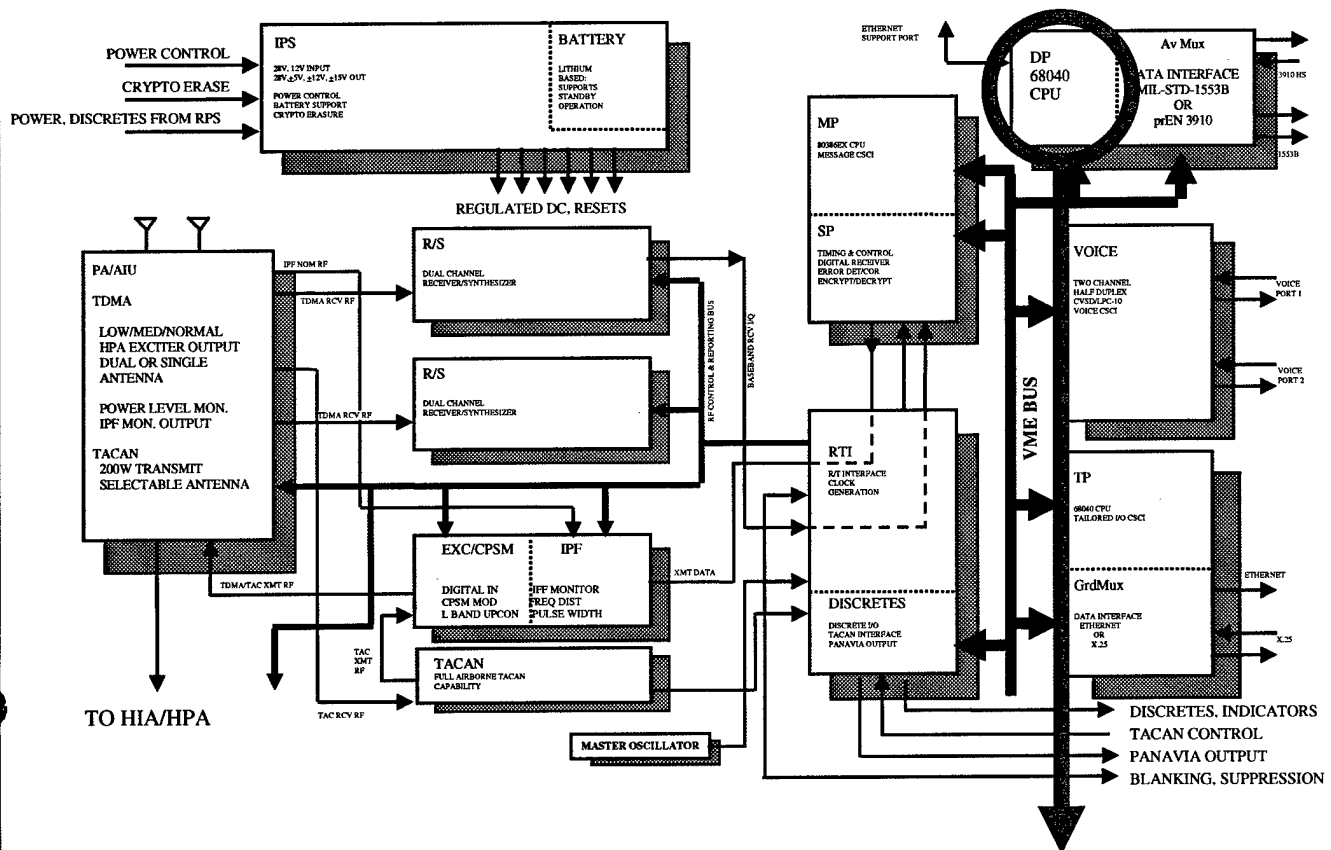 POWER CONTROL
CRYPTO ERASE
POWER, DISCRETES FROM RPS
IPS
28V, 12V INPUT
28V,±5V, ±12V, ±15V OUT
POWER CONTROL
BATTERY SUPPORT
CRYPTO ERASURE
BATTERY
LITHIUM
BASED:
SUPPORTS
STANDBY
OPERATION
REGULATED DC, RESETS
ETHERNET
SUPPORT PORT
DP
68040
CPU
Av Mux
ATA INTERFACE
MIL-STD-1553B
OR
prEN 3910
3910 HS
1553B
MP
80386EX CPU
MESSAGE CSCI
SP
TIMING & CONTROL
DIGITAL RECEIVER
ERROR DET/COR
ENCRYPT/DECRYPT
PA/AIU
TDMA
LOW/MED/NORMAL
HPA EXCITER OUTPUT
DUAL OR SINGLE
ANTENNA
POWER LEVEL MON.
IPF MON. OUTPUT
TACAN
200W TRANSMIT
SELECTABLE ANTENNA
IPF NOM RF
TDMA RCV RF
R/S
DUAL CHANNEL
RECEIVER/SYNTHESIZER
TDMA RCV RF
R/S
DUAL CHANNEL
RECEIVER/SYNTHESIZER
RF CONTROL & REPORTING BUS
BASEBAND RCV I/Q
VME BUS
VOICE
TWO CHANNEL
HALF DUPLEX
CVSD/LPC-10
VOICE CSCI
VOICE
PORT 1
VOICE
PORT 2
RTI
R/T INTERFACE
CLOCK
GENERATION
DISCRETES
DISCRETE I/O
TACAN INTERFACE
PANAVIA OUTPUT
TP
68040 CPU
TAILORED I/O CSCI
GrdMux
DATA INTERFACE
ETHERNET
OR
X.25
ETHERNET
X.25
EXC/CPSM
DIGITAL IN
CPSM MOD
L BAND UPCON
IPF
IFF MONITOR
FREQ DIST
PULSE WIDTH
XMT DATA
TDMA/TAC XMT RF
TAC
XMT
RF
TACAN
FULL AIRBORNE TACAN
CAPABILITY
TAC RCV RF
TO HIA/HPA
MASTER OSCILLATOR
DISCRETES, INDICATORS
TACAN CONTROL
PANAVIA OUTPUT
BLANKING, SUPPRESSION